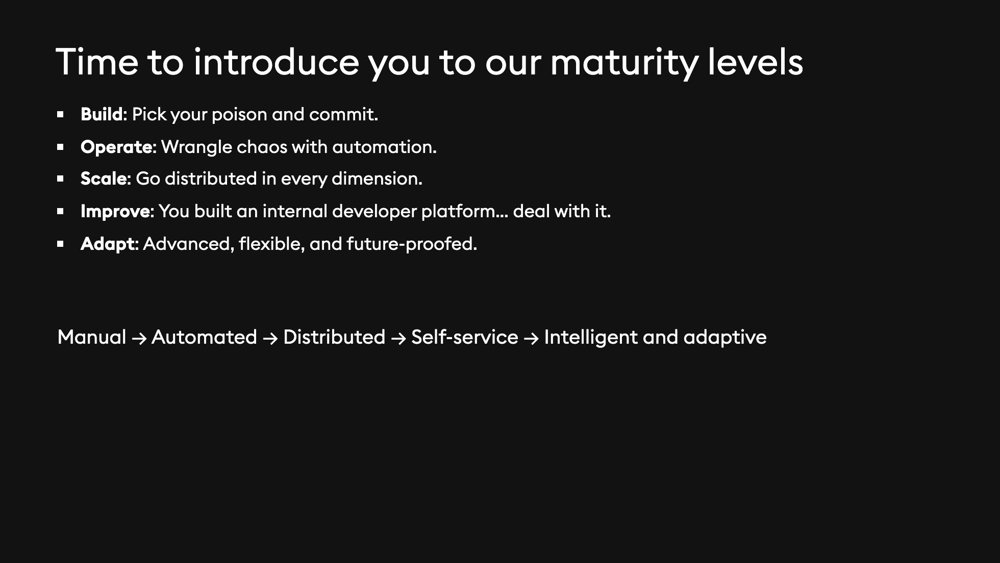 Time to introduce you to our maturity levels
▪ Build: Pick your poison and commit.
▪ Operate: Wrangle chaos with automation.
▪ Scale: Go distributed in every dimension.
▪ Improve: You built an internal developer platform... deal with it.
▪ Adapt: Advanced, flexible, and future-proofed.
Manual → Automated → Distributed → Self-service → Intelligent and adaptive